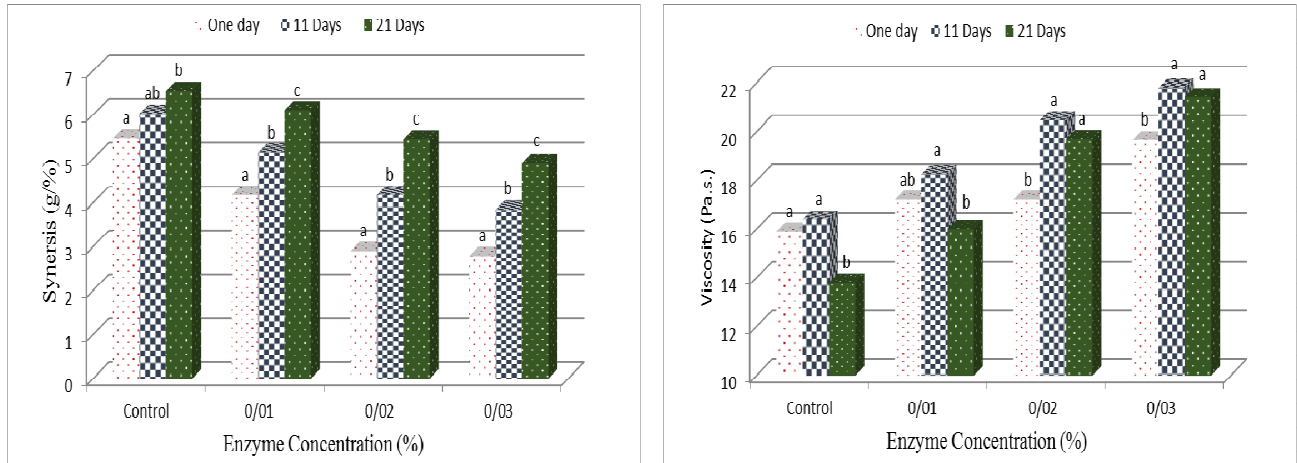 One day 11 Days 21 Days
7
6
5
4
3
2
1
0
Synersis (g/%)
a ab b
a b c
a b c
a b c
Control 0/01 0/02 0/03
Enzyme Concentration (%)
One day 11 Days 21 Days
22
20
18
16
14
12
10
Viscosity (Pa.s.)
a a b
ab a b
b a a
b a a
Control 0/01 0/02 0/03
Enzyme Concentration (%)